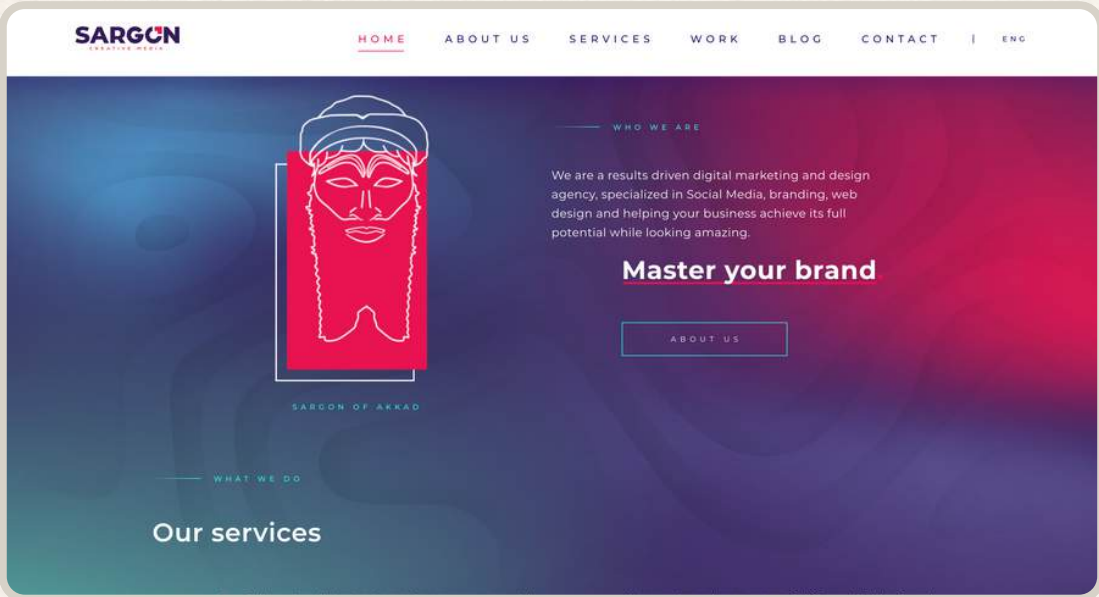 SARGON
CREATIVE MEDIA
HOME
ABOUT US
SERVICES
WORK
BLOG
CONTACT
|
ENG
WHO WE ARE
We are a results driven digital marketing and design
agency, specialized in Social Media, branding, web
design and helping your business achieve its full
potential while looking amazing.
Master your brand
ABOUT US
SARGON OF AKKAD
WHAT WE DO
Our services